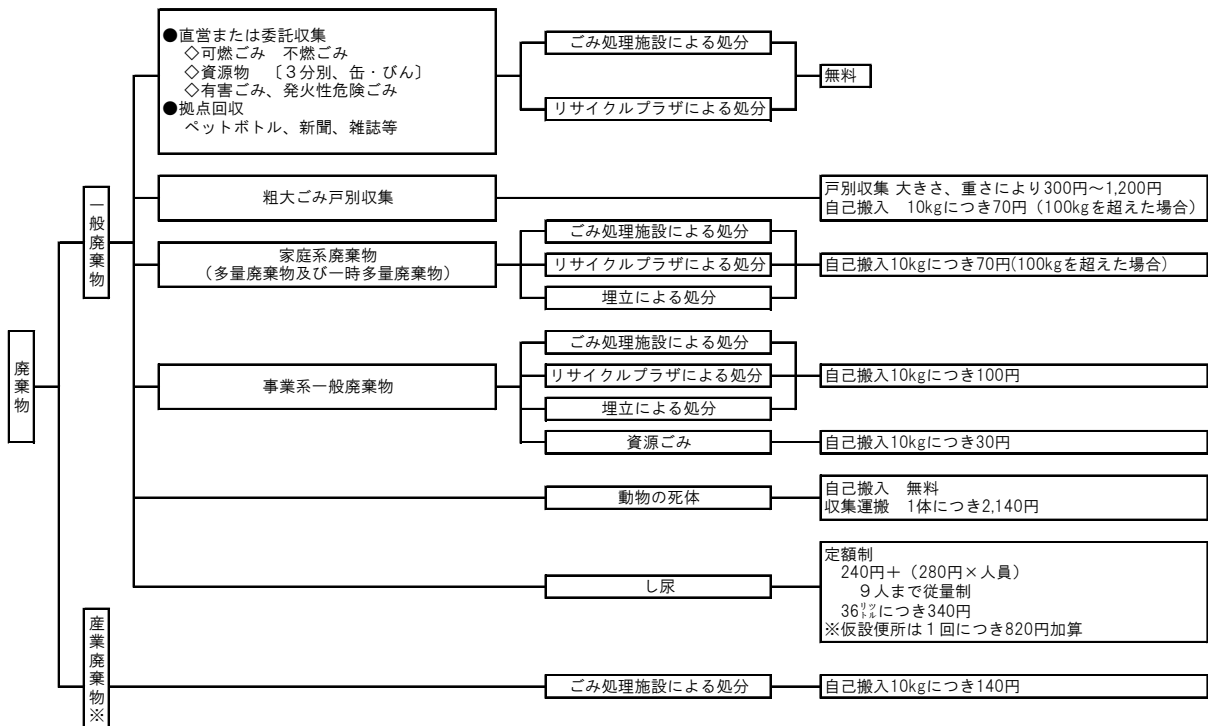 ●直営または委託収集
◇可燃ごみ　不燃ごみ
◇資源物　〔３分別、缶・びん〕
◇有害ごみ、発火性危険ごみ
●拠点回収
ペットボトル、新聞、雑誌等
ごみ処理施設による処分
リサイクルプラザによる処分
無料
一般廃棄物
粗大ごみ戸別収集
戸別収集 大きさ、重さにより300円～1,200円
自己搬入　10kgにつき70円（100kgを超えた場合）
家庭系廃棄物
（多量廃棄物及び一時多量廃棄物）
ごみ処理施設による処分
リサイクルプラザによる処分
埋立による処分
自己搬入10kgにつき70円(100kgを超えた場合)
廃棄物
事業系一般廃棄物
ごみ処理施設による処分
リサイクルプラザによる処分
埋立による処分
自己搬入10kgにつき100円
資源ごみ
自己搬入10kgにつき30円
動物の死体
自己搬入　無料
収集運搬　1体につき2,140円
し尿
定額制
240円＋（280円×人員）
９人まで従量制
36㍑につき340円
※仮設便所は１回につき820円加算
産業廃棄物※
ごみ処理施設による処分
自己搬入10kgにつき140円